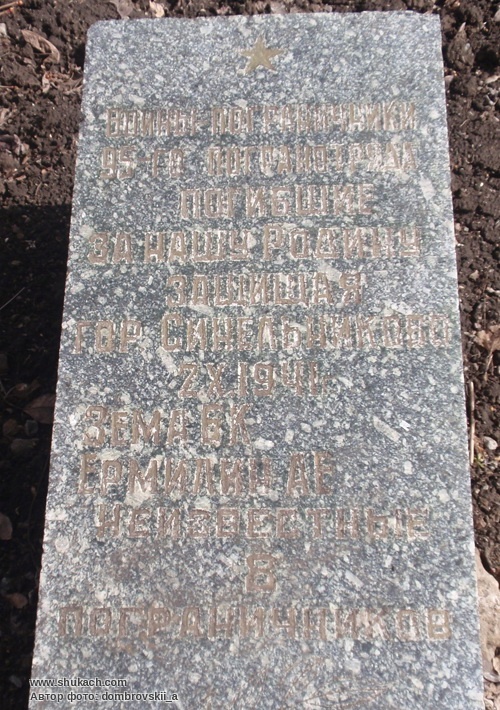 ВОИНЫ ПОГРАНИЧНИКИ
95-ГО ПОГРАНОТРЯДА
ПОГИБШИЕ
ЗА НАШУ РОДИНУ
ЗАЩИЩАЯ
ГОР СИНЕЛЬНИКОВО
2 X 1941
ЗЕМА Е К
ЕРМИЛИН А Е
НЕИЗВЕСТНЫЕ
8
ПОГРАНИЧНИКОВ
www.shukach.com
Автор фото: dombrovskii_a